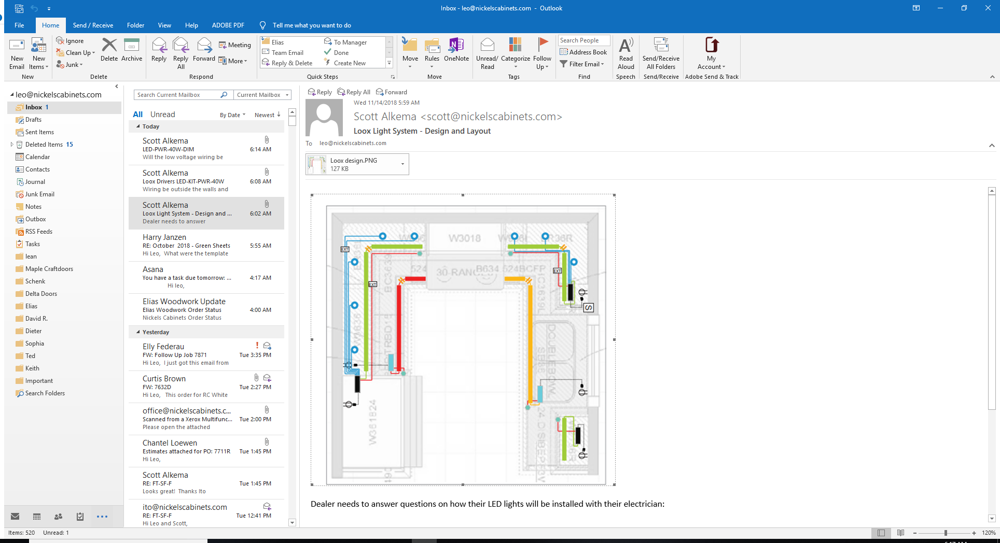 Inbox - leo@nickelscabinets.com - Outlook
File Home Send / Receive Folder View Help ADOBE PDF Tell me what you want to do
New Email
New Items
New
Ignore
Clean Up
Junk
Delete
Archive
Delete
Reply
Reply All
Forward
Meeting
More
Respond
Elias
Team Email
Reply & Delete
To Manager
Done
Create New
Quick Steps
Move
Rules
OneNote
Move
Unread/ Read
Categorize
Follow Up
Tags
Search People
Address Book
Filter Email
Find
Read Aloud
Speech
Send/Receive All Folders
Send/Receive
My Account
Adobe Send & Track
leo@nickelscabinets.com
Inbox 1
Drafts
Sent Items
Deleted Items 15
Calendar
Contacts
Journal
Junk Email
Notes
Outbox
RSS Feeds
Tasks
lean
Maple Craftdoors
Schenk
Delta Doors
Elias
David R.
Dieter
Sophia
Ted
Keith
Important
Search Folders
Search Current Mailbox
Current Mailbox
All Unread By Date Newest ↓
Today
Scott Alkema
LED-PWR-40W-DIM 6:14 AM
Will the low voltage wiring be
Scott Alkema
Loox Drivers LED-KIT-PWR-40W 6:08 AM
Wiring be outside the walls and
Scott Alkema
Loox Light System - Design and ... 6:02 AM
Dealer needs to answer
Harry Janzen
RE: October 2018 - Green Sheets 5:55 AM
Hi Leo, What were the template
Asana
You have a task due tomorrow: ... 4:17 AM
Hi leo,
Elias Woodwork Update
Elias Woodwork Order Status 4:00 AM
Nickels Cabinets Order Status
Yesterday
Elly Federau
FW: Follow Up Job 7871 Tue 3:35 PM
Hi Leo, I just got this email from
Curtis Brown
FW: 7632D Tue 2:27 PM
Hi Leo, This order for RC White
office@nickelscabinets.c...
Scanned from a Xerox Multifunc... Tue 2:00 PM
Please open the attached
Chantel Loewen
Estimates attached for PO: 7711R Tue 1:45 PM
Hi Leo,
Scott Alkema
RE: FT-SF-F Tue 1:45 PM
Looks great! Thanks Ito
ito@nickelscabinets.com
RE: FT-SF-F Tue 12:41 PM
Hi Leo and Scott,
Reply Reply All Forward
Wed 11/14/2018 5:59 AM
Scott Alkema <scott@nickelscabinets.com>
Loox Light System - Design and Layout
To leo@nickelscabinets.com
Loox design.PNG
127 KB
W3018
EXT
EXT
EXT
30-RANG
B634
524BCFP
524
BC3639
S
W361824
Dealer needs to answer questions on how their LED lights will be installed with their electrician:
Items: 520 Unread: 1
120%